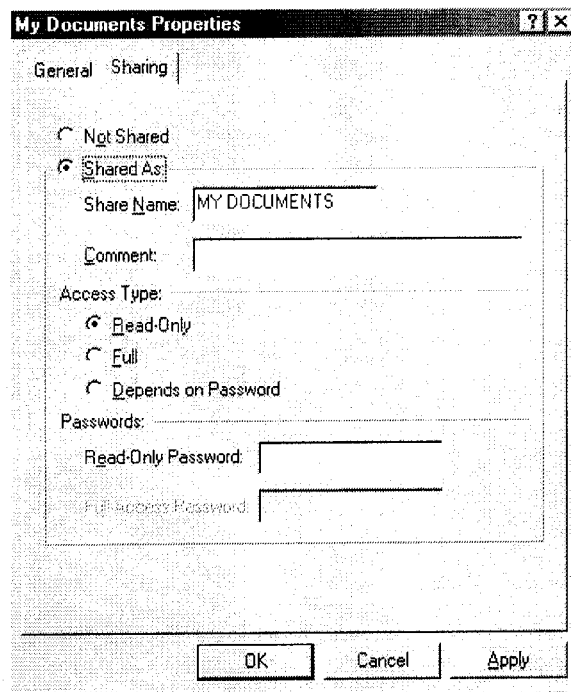 My Documents Properties ? ×
General Sharing
Not Shared
Shared As:
Share Name: MY DOCUMENTS
Comment:
Access Type:
Read-Only
Full
Depends on Password
Passwords:
Read-Only Password:
Full Access Password:
OK Cancel Apply